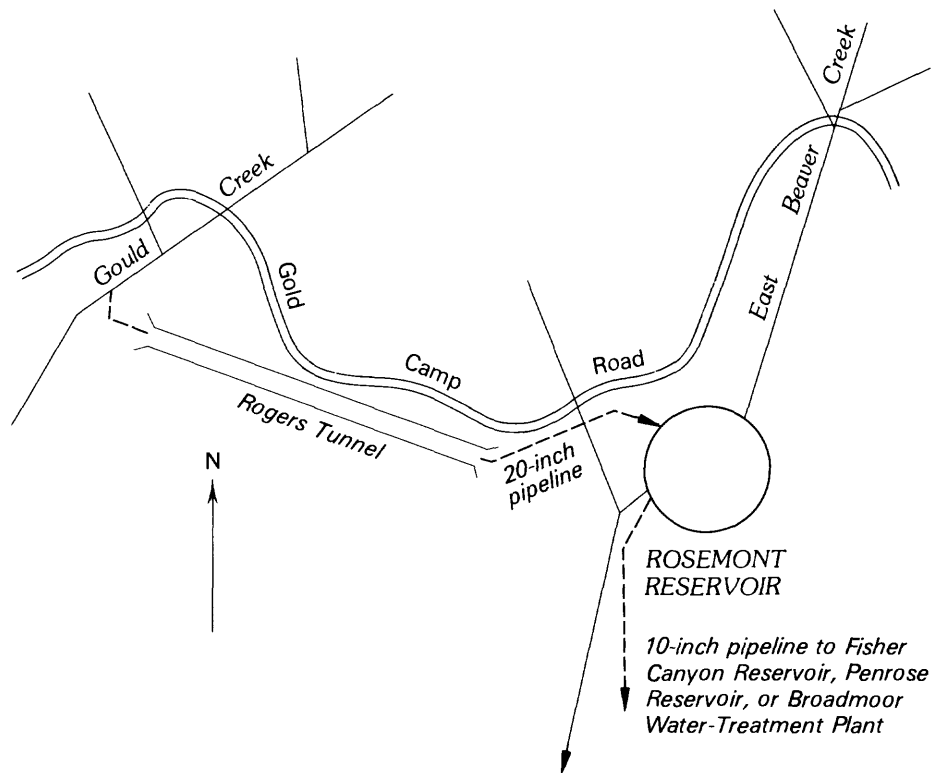 Creek
Beaver
East
Creek
Gould
Gold
Camp
Road
Rogers Tunnel
20-inch
pipeline
N
ROSEMONT
RESERVOIR
10-inch pipeline to Fisher
Canyon Reservoir, Penrose
Reservoir, or Broadmoor
Water-Treatment Plant